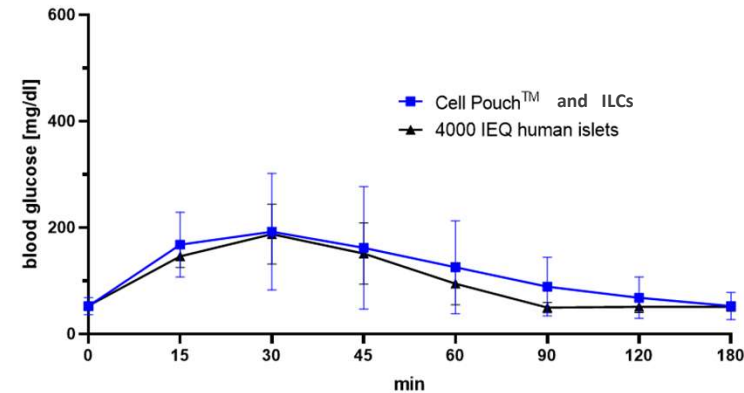 600
400
200
0
blood glucose [mg/dl]
Cell Pouch™ and ILCs
4000 IEQ human islets
0 15 30 45 60 90 120 180
min